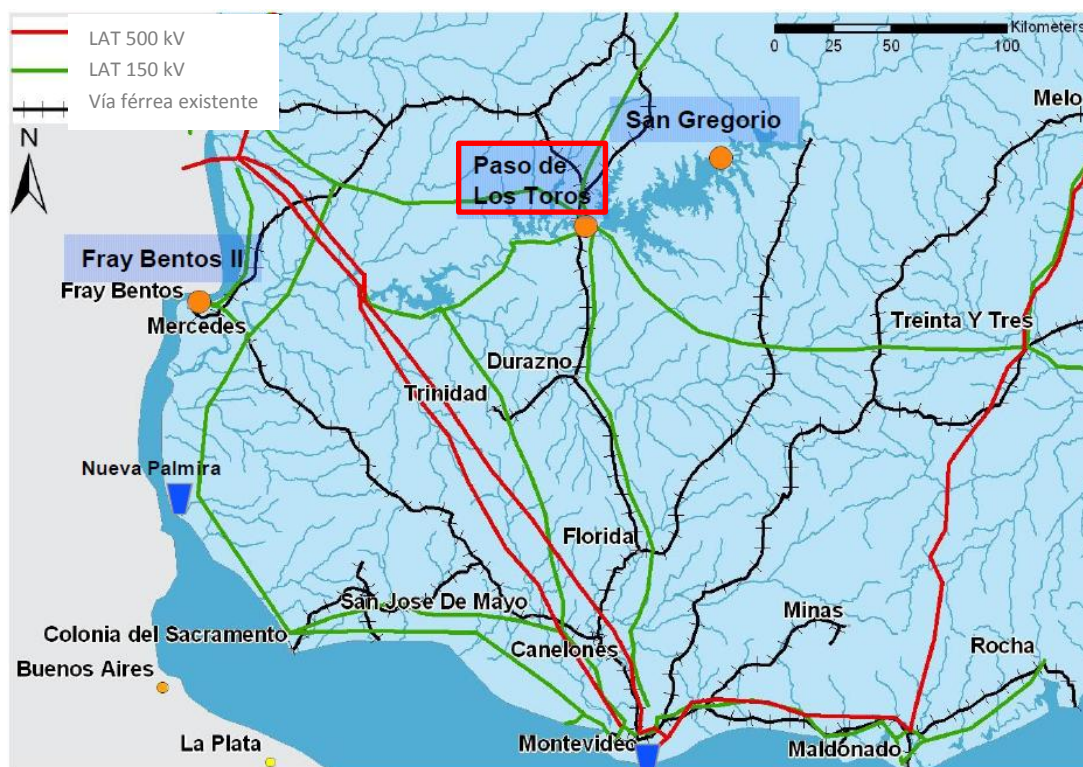 LAT 500 kV
LAT 150 kV
Vía férrea existente
Kilometers
0 25 50 100
N
Melo
San Gregorio
Paso de
Los Toros
Fray Bentos II
Fray Bentos
Mercedes
Treinta Y Tres
Durazno
Trinidad
Nueva Palmira
Florida
San Jose De Mayo
Minas
Colonia del Sacramento
Canelones
Rocha
Buenos Aires
La Plata
Montevideo
Maldonado